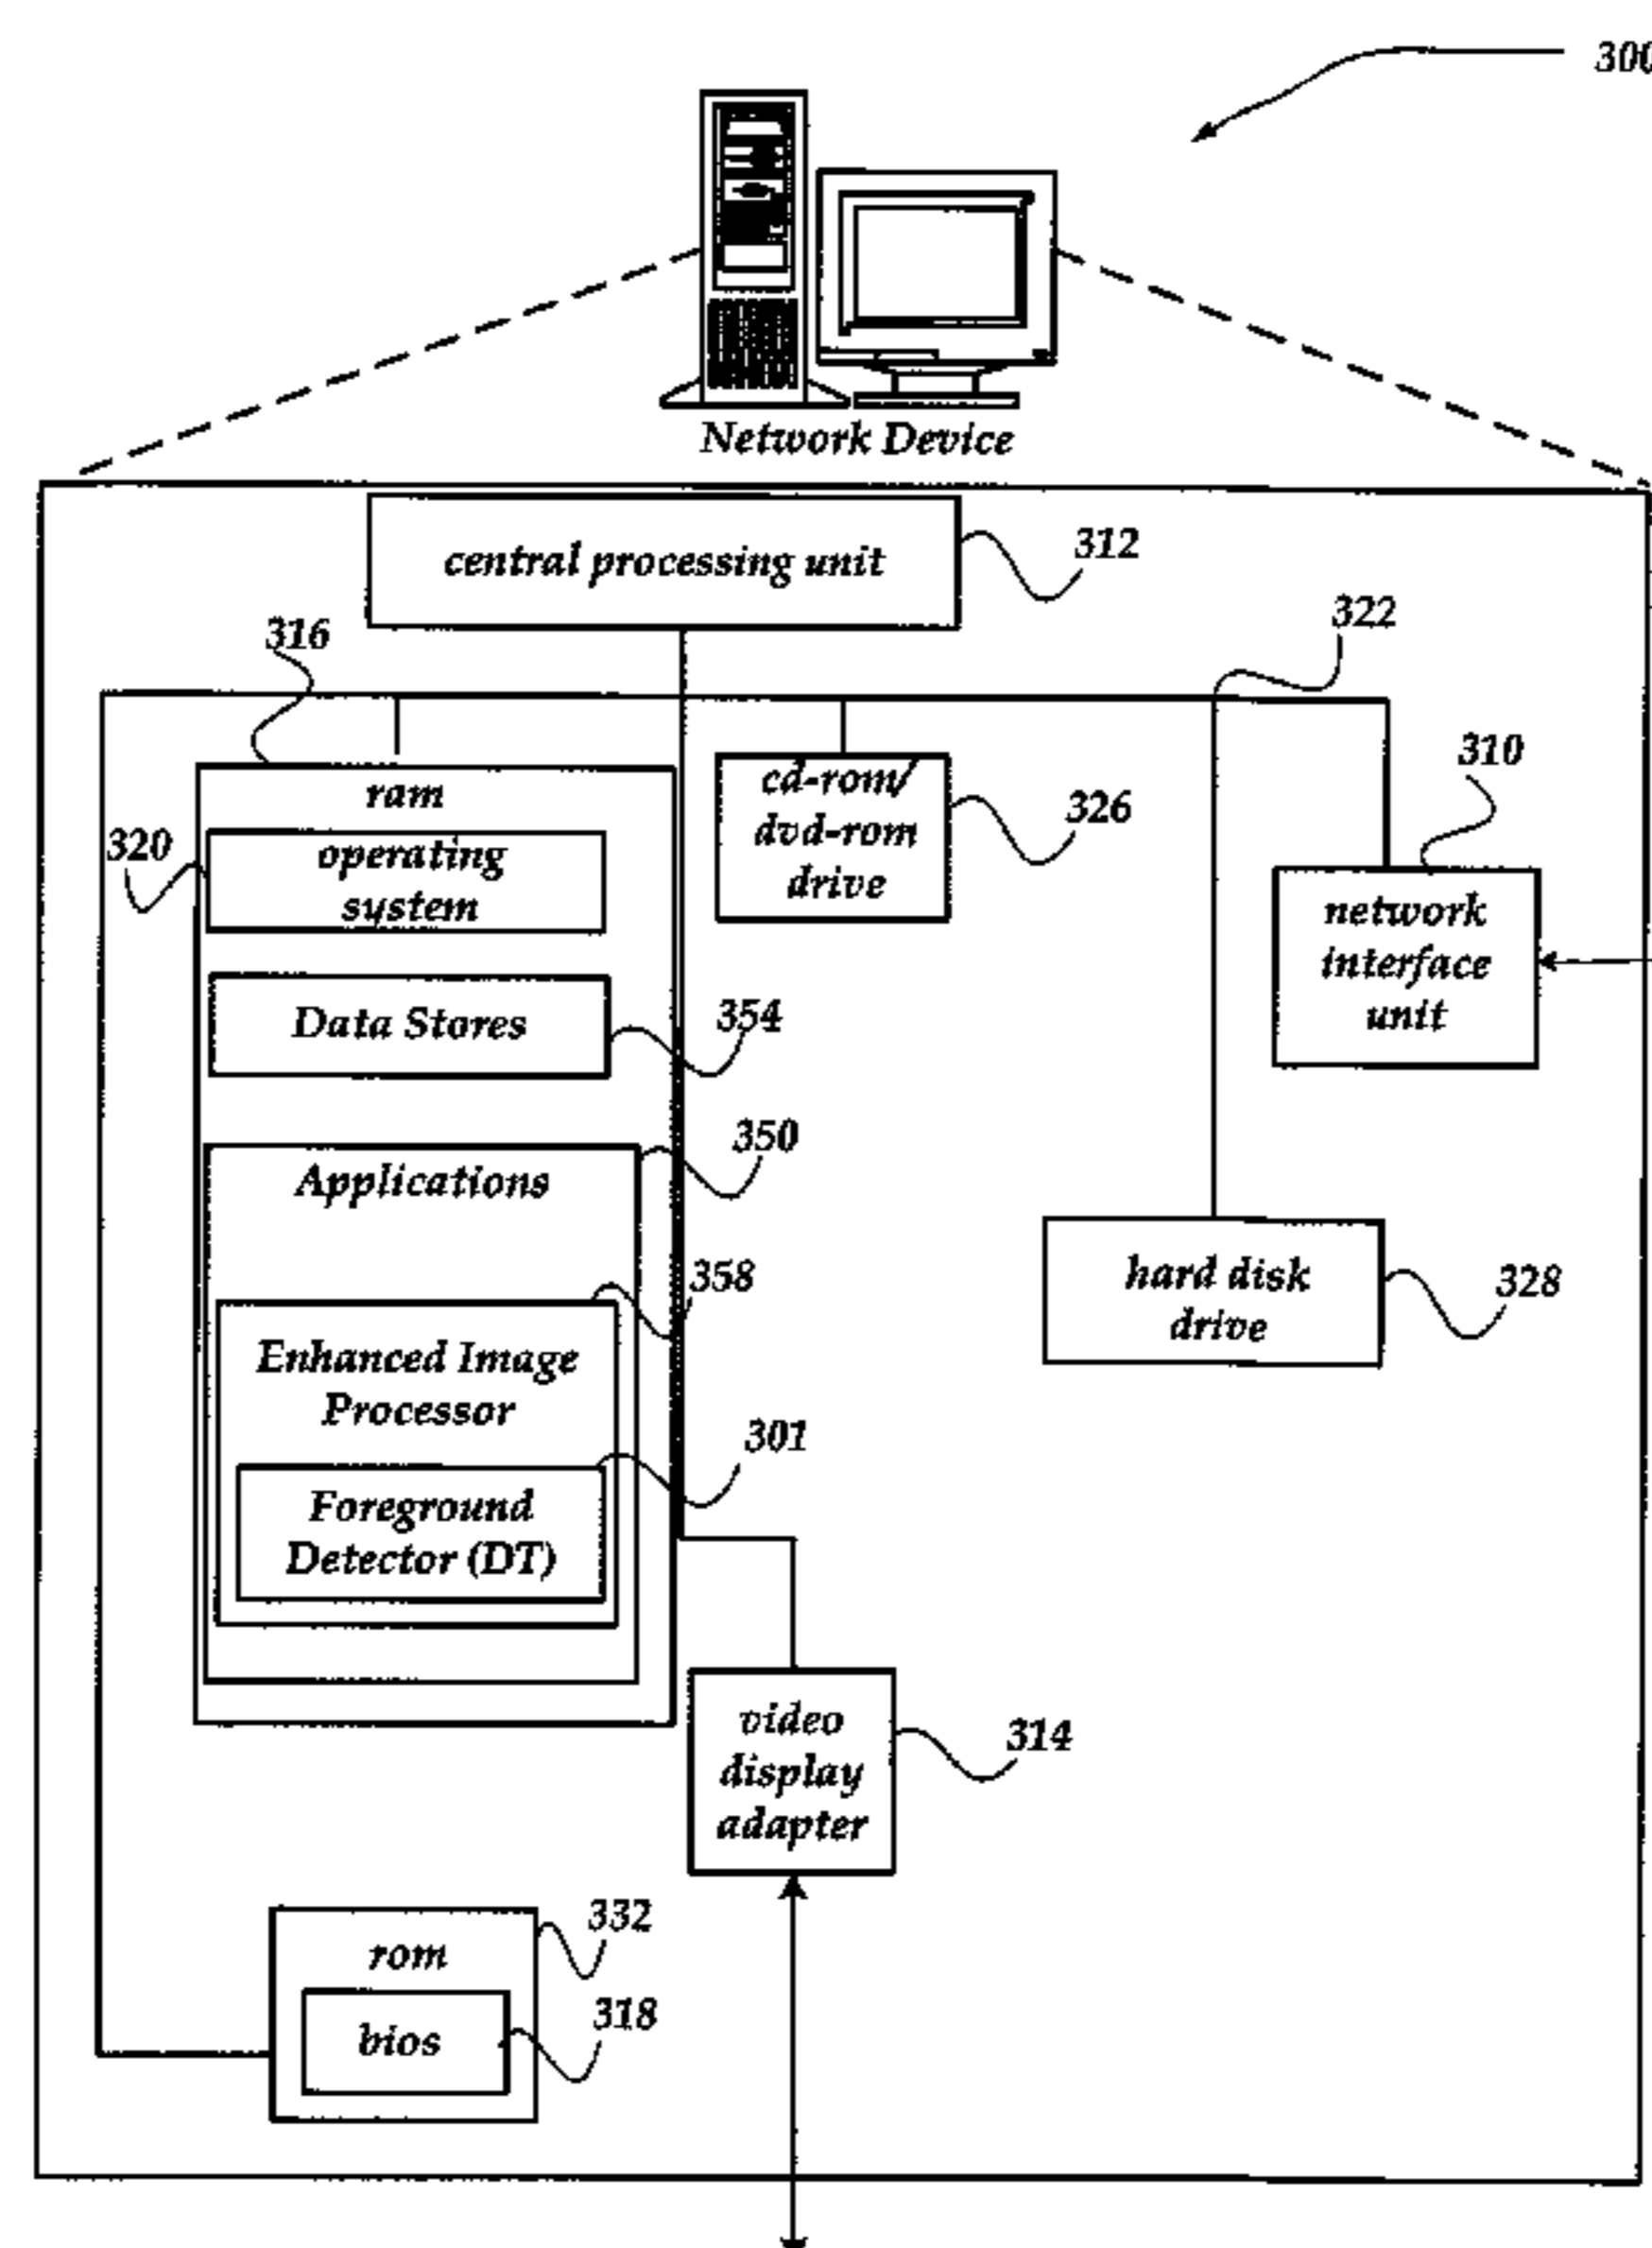 300
Network Device
central processing unit
312
322
316
310
ram
cd-rom/
dvd-rom
drive
326
320
operating
system
network
interface
unit
Data Stores
354
350
Applications
358
hard disk
drive
328
Enhanced Image
Processor
301
Foreground
Detector (DT)
video
display
adapter
314
332
rom
318
bios